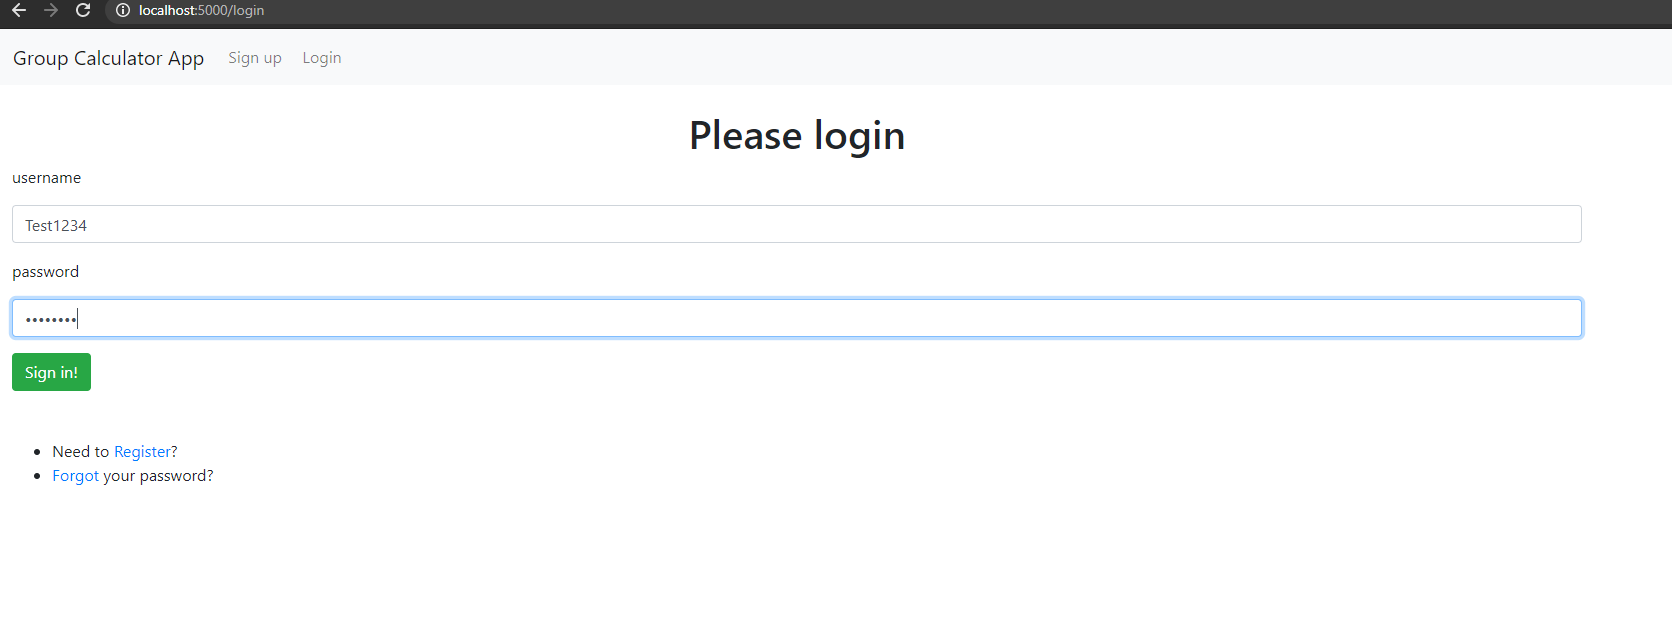 localhost:5000/login
Group Calculator App Sign up Login
Please login
username
Test1234
password
••••••••
Sign in!
• Need to Register?
• Forgot your password?